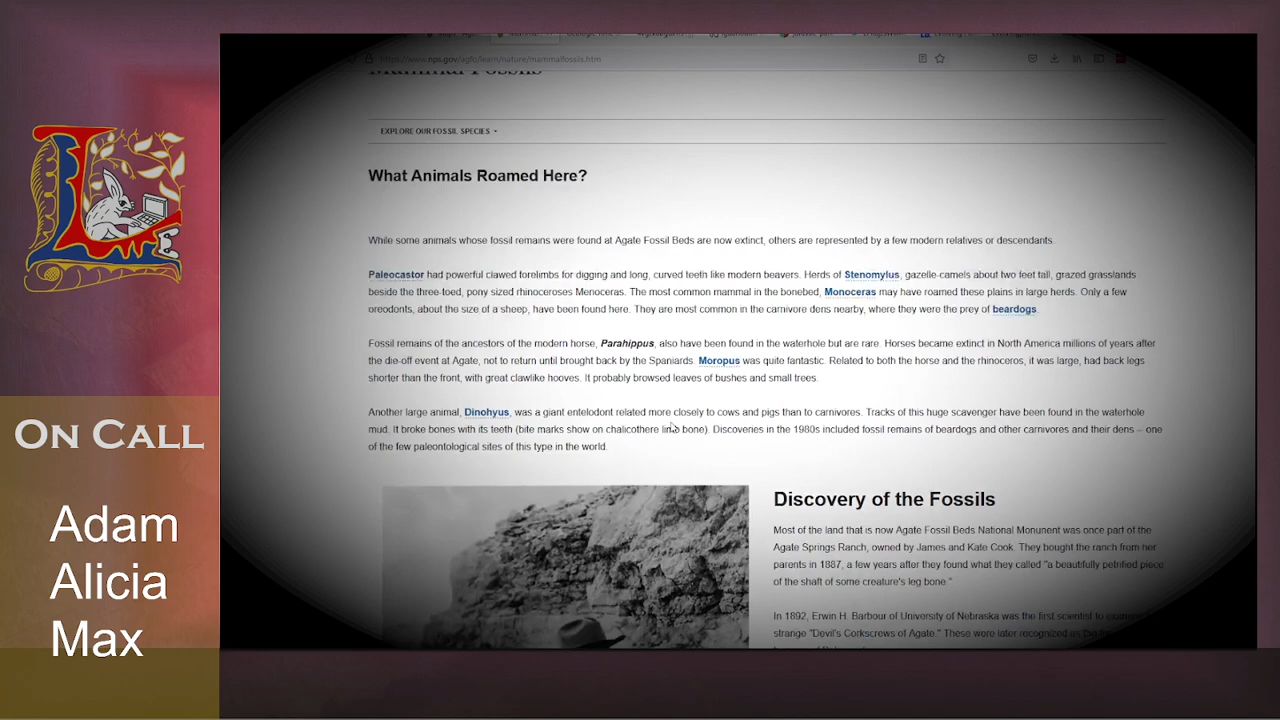 https://www.nps.gov/agfo/learn/nature/mammalfossils.htm
Mammal Fossils
EXPLORE OUR FOSSIL SPECIES
What Animals Roamed Here?
While some animals whose fossil remains were found at Agate Fossil Beds are now extinct, others are represented by a few modern relatives or descendants.
Paleocastor had powerful clawed forelimbs for digging and long, curved teeth like modern beavers. Herds of Stenomylus, gazelle-camels about two feet tall, grazed grasslands
beside the three-toed, pony sized rhinoceroses Menoceras. The most common mammal in the bonebed, Monoceras may have roamed these plains in large herds. Only a few
oreodonts, about the size of a sheep, have been found here. They are most common in the carnivore dens nearby, where they were the prey of beardogs.
Fossil remains of the ancestors of the modern horse, Parahippus, also have been found in the waterhole but are rare. Horses became extinct in North America millions of years after
the die-off event at Agate, not to return until brought back by the Spaniards. Moropus was quite fantastic. Related to both the horse and the rhinoceros, it was large, had back legs
shorter than the front, with great clawlike hooves. It probably browsed leaves of bushes and small trees.
Another large animal, Dinohyus, was a giant entelodont related more closely to cows and pigs than to carnivores. Tracks of this huge scavenger have been found in the waterhole
mud. It broke bones with its teeth (bite marks show on chalicothere limb bone). Discoveries in the 1980s included fossil remains of beardogs and other carnivores and their dens – one
of the few paleontological sites of this type in the world.
Discovery of the Fossils
Most of the land that is now Agate Fossil Beds National Monument was once part of the
Agate Springs Ranch, owned by James and Kate Cook. They bought the ranch from her
parents in 1887, a few years after they found what they called "a beautifully petrified piece
of the shaft of some creature's leg bone."
In 1892, Erwin H. Barbour of University of Nebraska was the first scientist to
strange "Devil's Corkscrews of Agate." These were later recognized as
ON CALL
Adam
Alicia
Max